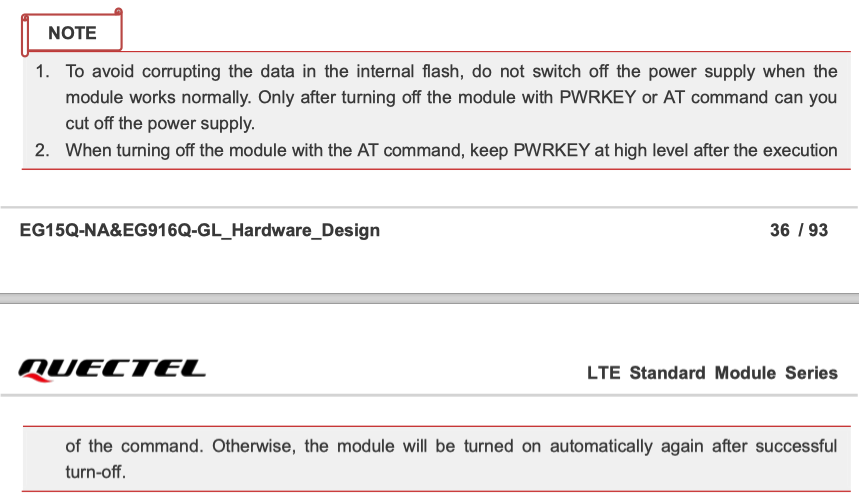 NOTE
1. To avoid corrupting the data in the internal flash, do not switch off the power supply when the
module works normally. Only after turning off the module with PWRKEY or AT command can you
cut off the power supply.
2. When turning off the module with the AT command, keep PWRKEY at high level after the execution
EG15Q-NA&EG916Q-GL_Hardware_Design 36 / 93
QUECTEL LTE Standard Module Series
of the command. Otherwise, the module will be turned on automatically again after successful
turn-off.